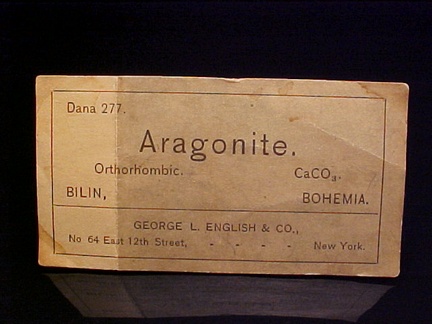 Dana 277.
Aragonite.
Orthorhombic. CaCO₃.
BILIN, BOHEMIA.
GEORGE L. ENGLISH & CO.,
No 64 East 12th Street, - - - - New York.